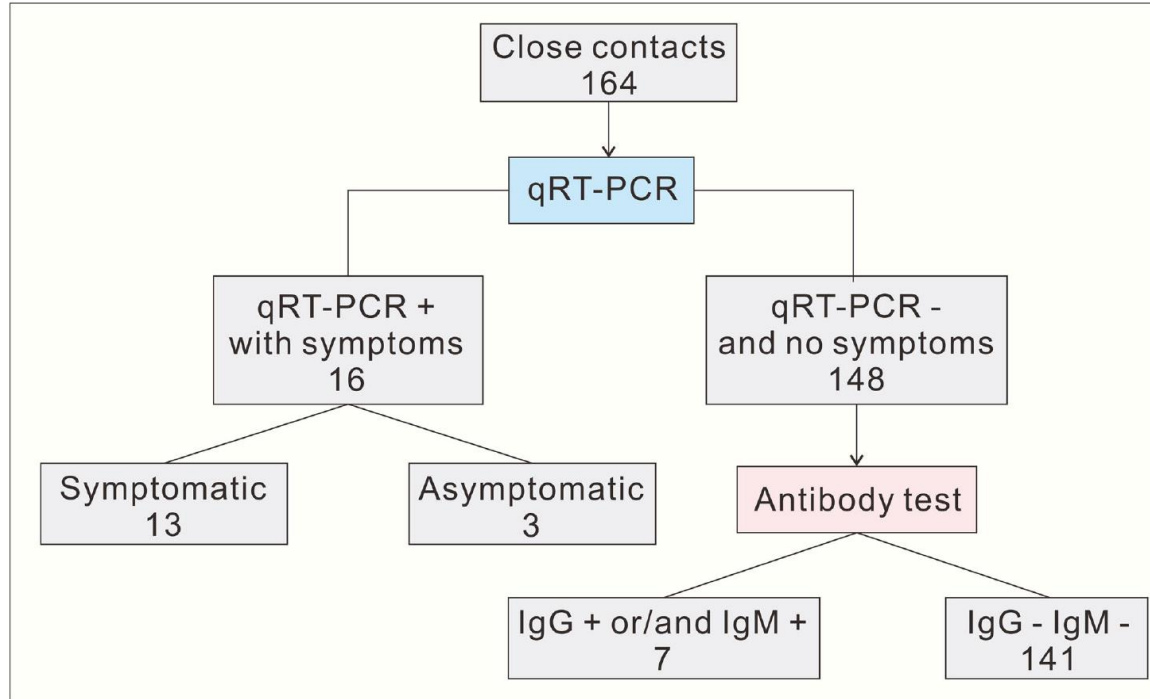 Close contacts
164
qRT-PCR
qRT-PCR +
with symptoms
16
qRT-PCR -
and no symptoms
148
Symptomatic
13
Asymptomatic
3
Antibody test
IgG + or/and IgM +
7
IgG - IgM -
141